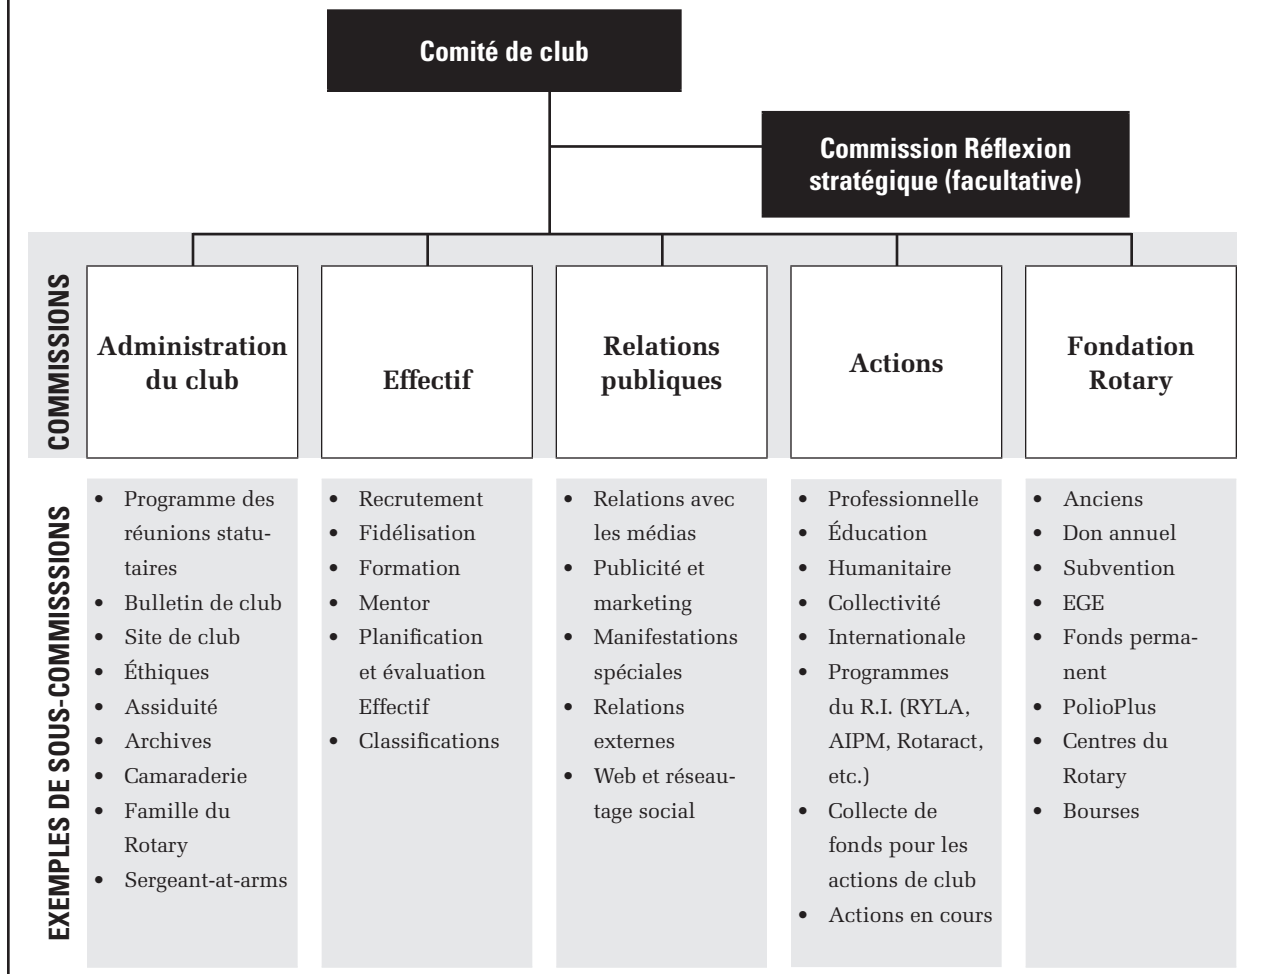 Comité de club
Commission Réflexion
stratégique (facultative)
COMMISSIONS
Administration
du club
Effectif
Relations
publiques
Actions
Fondation
Rotary
EXEMPLES DE SOUS-COMMISSSIONS
• Programme des
réunions statu-
taires
• Bulletin de club
• Site de club
• Éthiques
• Assiduité
• Archives
• Camaraderie
• Famille du
Rotary
• Sergeant-at-arms
• Recrutement
• Fidélisation
• Formation
• Mentor
• Planification
et évaluation
Effectif
• Classifications
• Relations avec
les médias
• Publicité et
marketing
• Manifestations
spéciales
• Relations
externes
• Web et réseau-
tage social
• Professionnelle
• Éducation
• Humanitaire
• Collectivité
• Internationale
• Programmes
du R.I. (RYLA,
AIPM, Rotaract,
etc.)
• Collecte de
fonds pour les
actions de club
• Actions en cours
• Anciens
• Don annuel
• Subvention
• EGE
• Fonds perma-
nent
• PolioPlus
• Centres du
Rotary
• Bourses